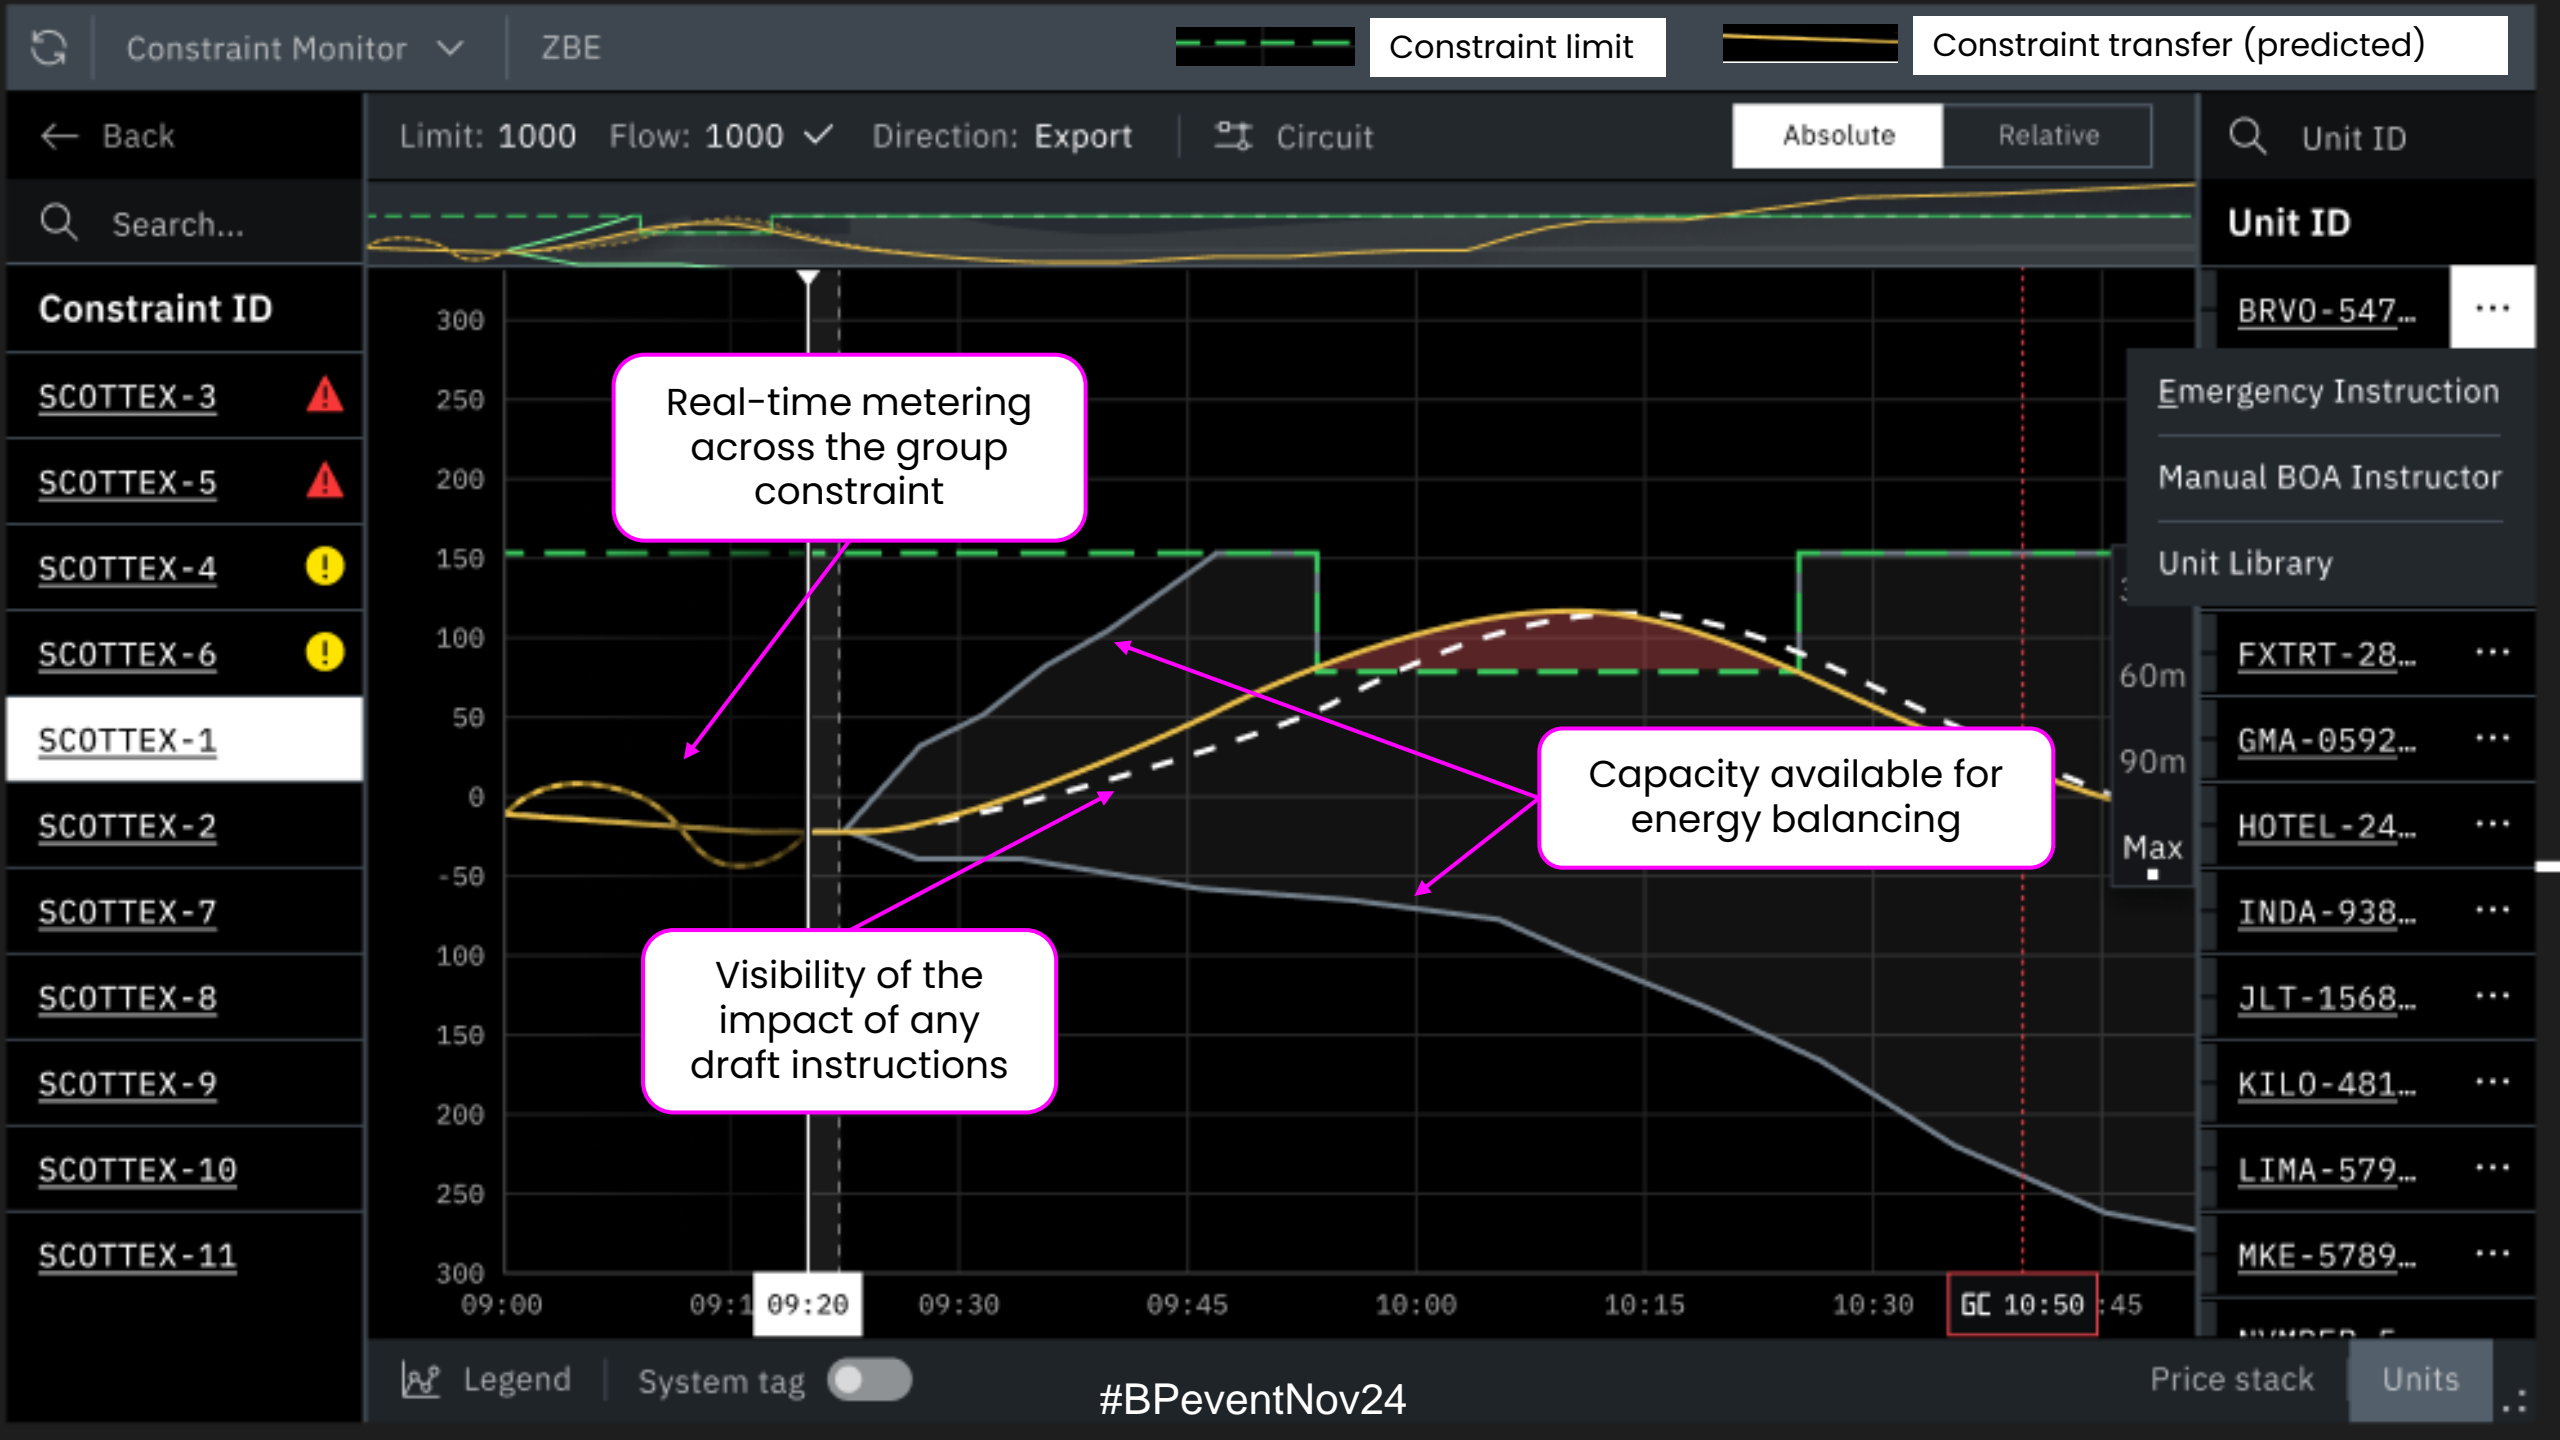 Constraint Monitor
ZBE
Constraint limit
Constraint transfer (predicted)
Back
Limit: 1000 Flow: 1000 Direction: Export
Circuit
Absolute
Relative
Unit ID
Search...
Unit ID
Constraint ID
SCOTTEX-3
SCOTTEX-5
SCOTTEX-4
SCOTTEX-6
SCOTTEX-1
SCOTTEX-2
SCOTTEX-7
SCOTTEX-8
SCOTTEX-9
SCOTTEX-10
SCOTTEX-11
300
250
200
150
100
50
0
-50
100
150
200
250
300
Real-time metering
across the group
constraint
Capacity available for
energy balancing
Visibility of the
impact of any
draft instructions
60m
90m
Max
09:00
09:20
09:30
09:45
10:00
10:15
10:30
GC 10:50
:45
BRVO-547…
Emergency Instruction
Manual BOA Instructor
Unit Library
FXTRT-28…
GMA-0592…
HOTEL-24…
INDA-938…
JLT-1568…
KILO-481…
LIMA-579…
MKE-5789…
Legend
System tag
#BPeventNov24
Price stack
Units